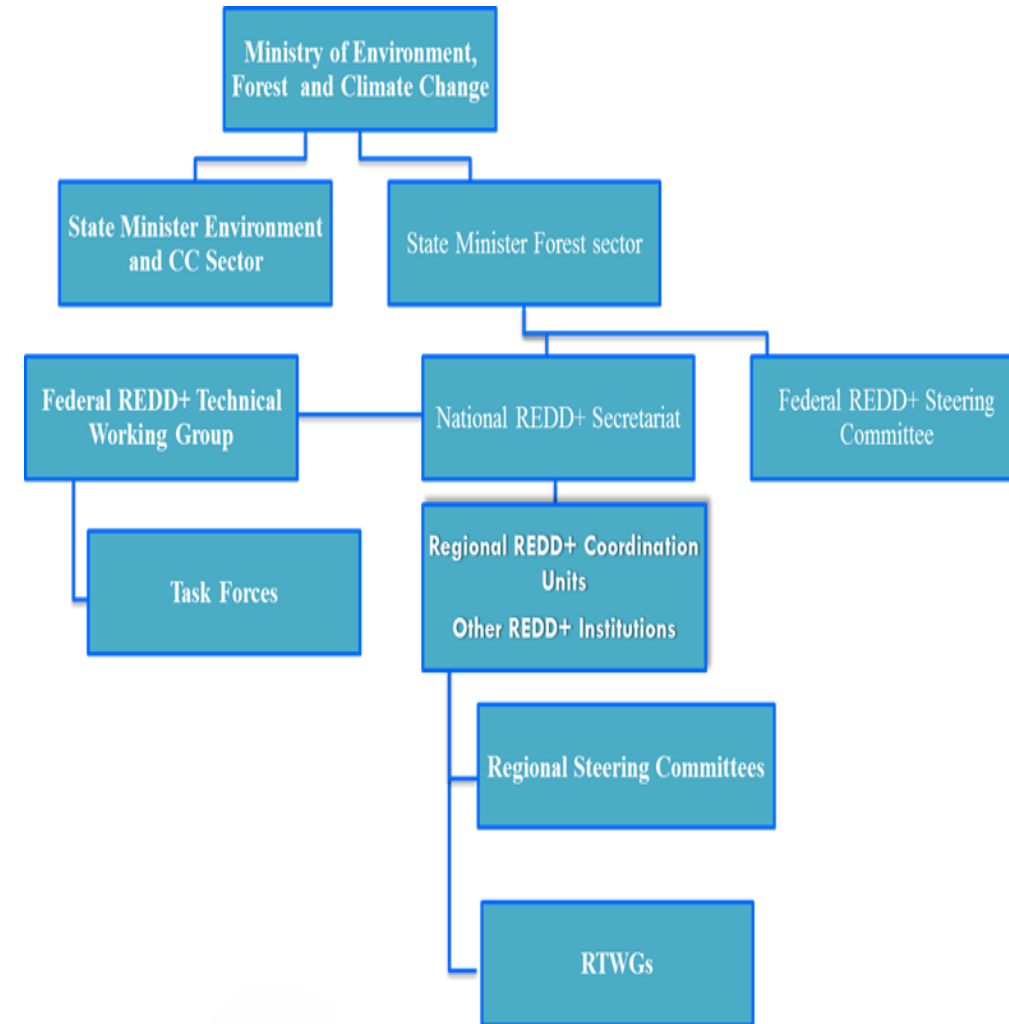 Ministry of Environment,
Forest and Climate Change
State Minister Environment
and CC Sector
State Minister Forest sector
Federal REDD+ Technical
Working Group
National REDD+ Secretariat
Federal REDD+ Steering
Committee
Task Forces
Regional REDD+ Coordination
Units
Other REDD+ Institutions
Regional Steering Committees
RTWGs